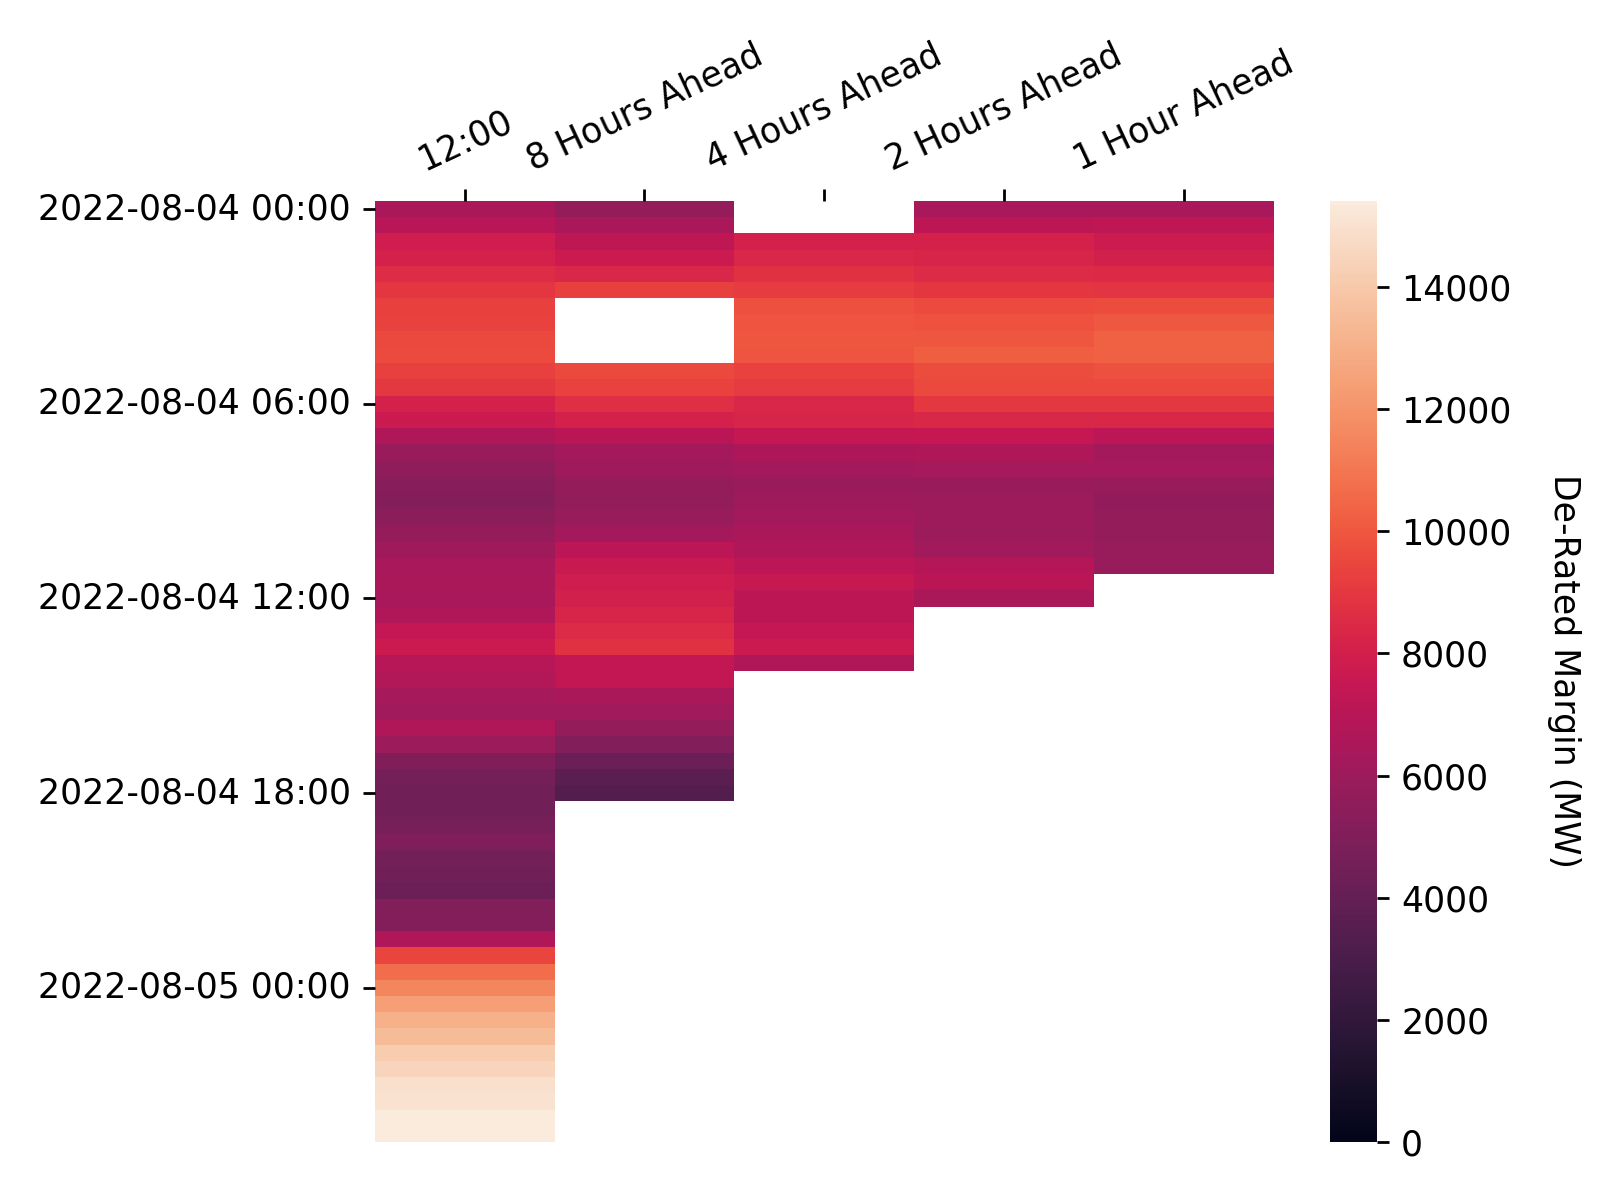 12:00
8 Hours Ahead
4 Hours Ahead
2 Hours Ahead
1 Hour Ahead
2022-08-04 00:00
2022-08-04 06:00
2022-08-04 12:00
2022-08-04 18:00
2022-08-05 00:00
14000
12000
10000
8000
6000
4000
2000
0
De-Rated Margin (MW)